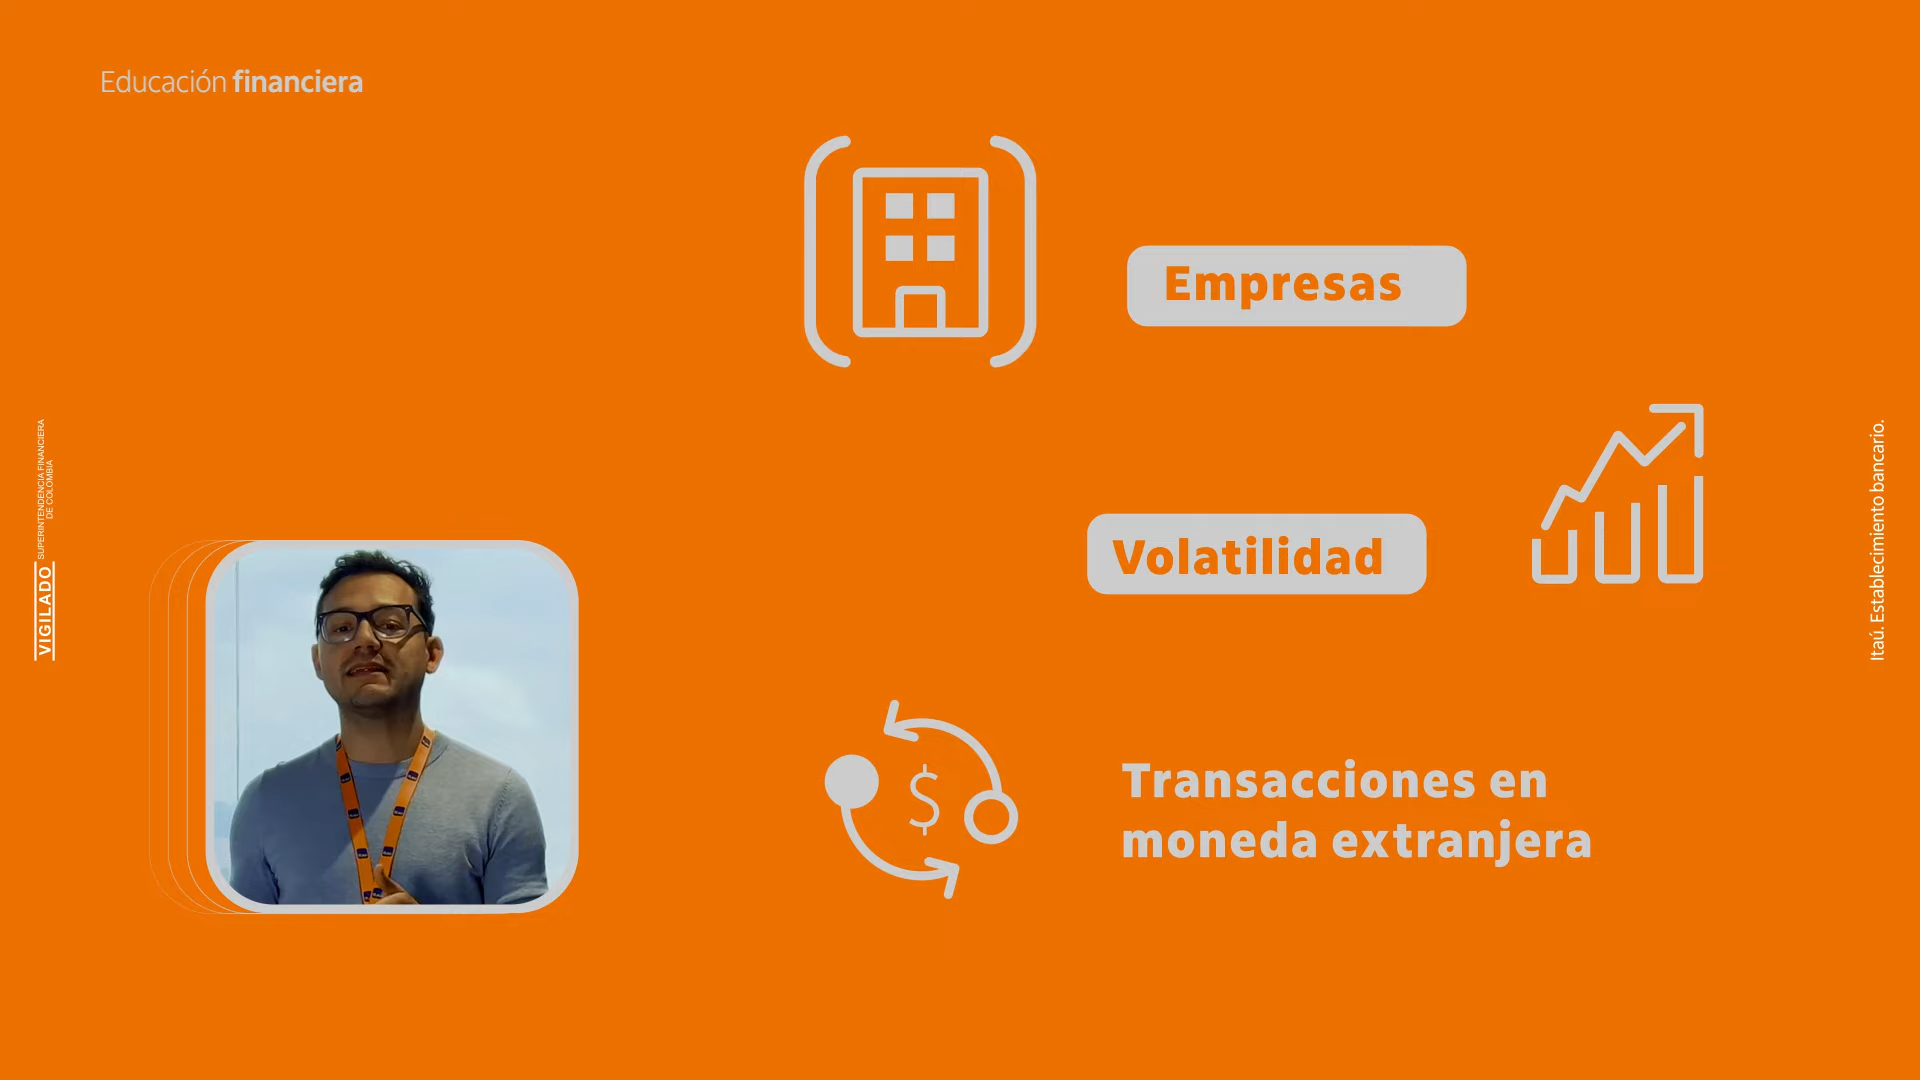 Educación financiera
Empresas
Volatilidad
Transacciones en
moneda extranjera
VIGILADO SUPERINTENDENCIA FINANCIERA
DE COLOMBIA
Itaú. Establecimiento bancario.